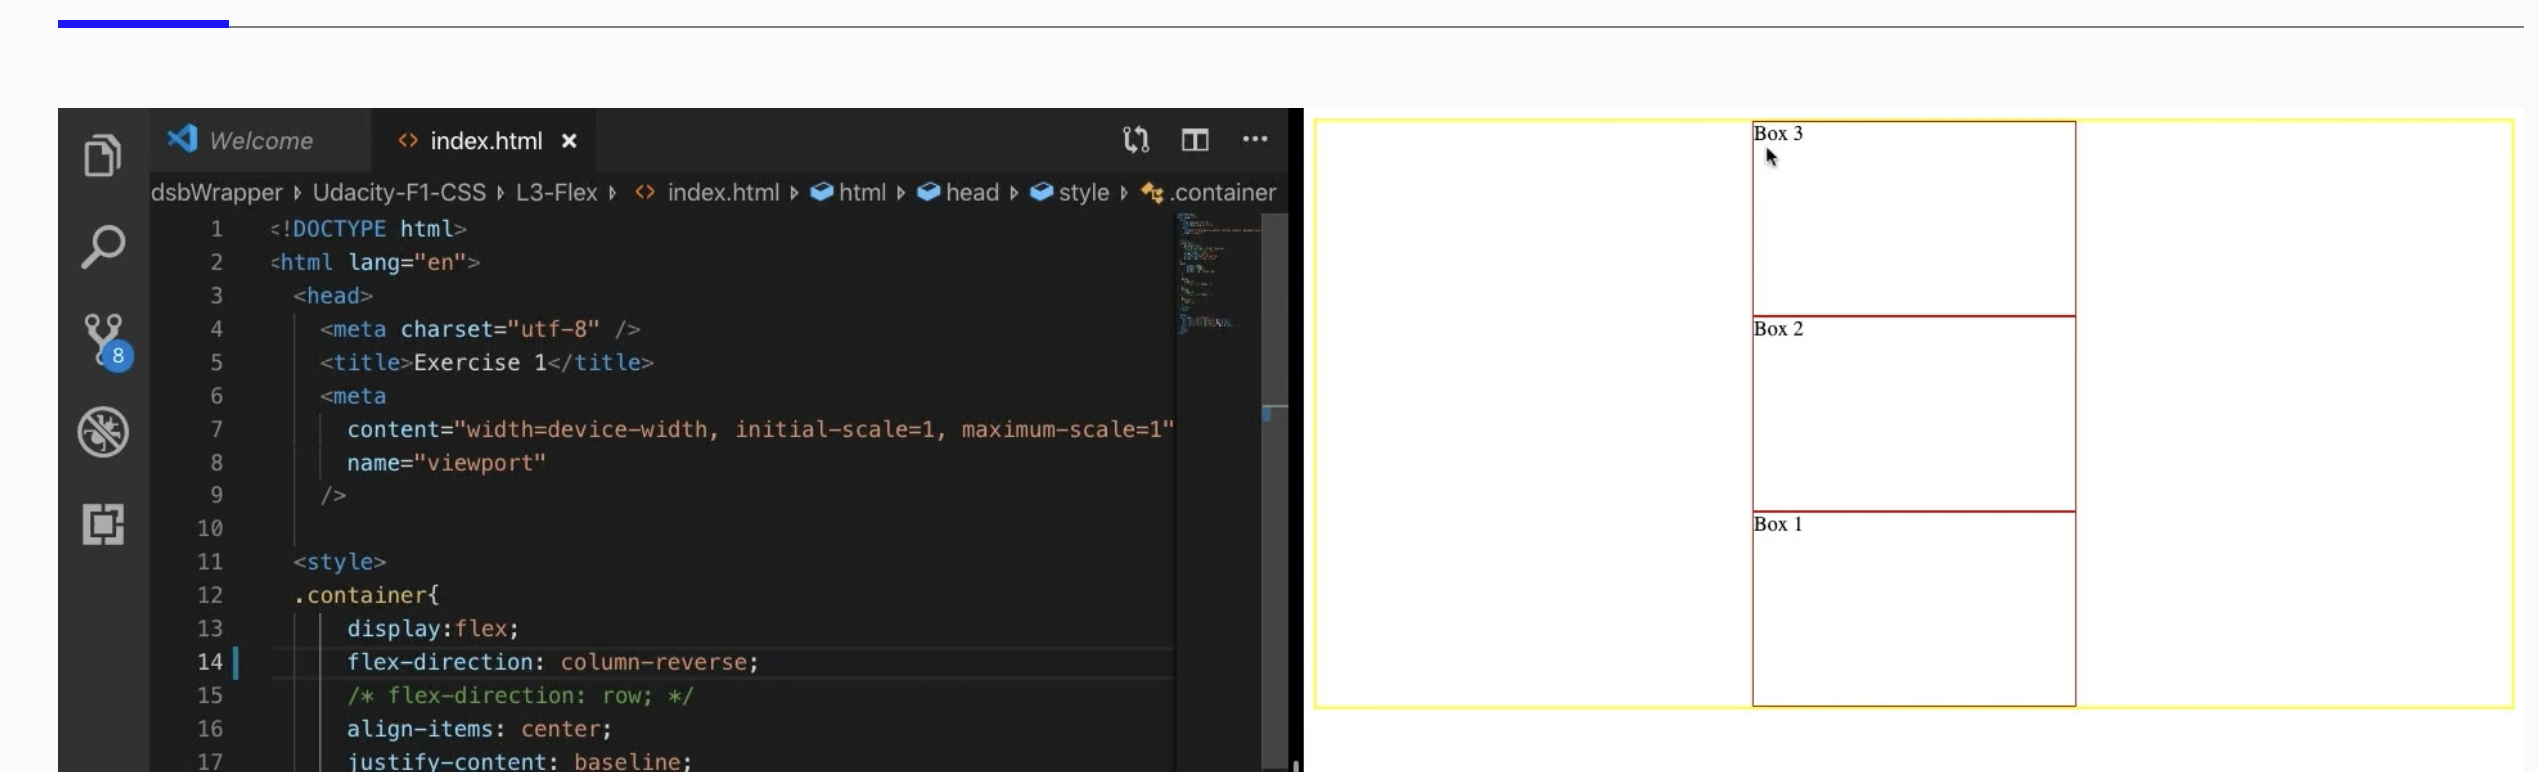 Welcome
<> index.html ×
dsbWrapper › Udacity-F1-CSS › L3-Flex › <> index.html › html › head › style › .container
1 <!DOCTYPE html>
2 <html lang="en">
3 <head>
4 <meta charset="utf-8" />
5 <title>Exercise 1</title>
6 <meta
7 content="width=device-width, initial-scale=1, maximum-scale=1"
8 name="viewport"
9 />
10
11 <style>
12 .container{
13 display:flex;
14 flex-direction: column-reverse;
15 /* flex-direction: row; */
16 align-items: center;
17 justify-content: baseline;
8
Box 3
Box 2
Box 1